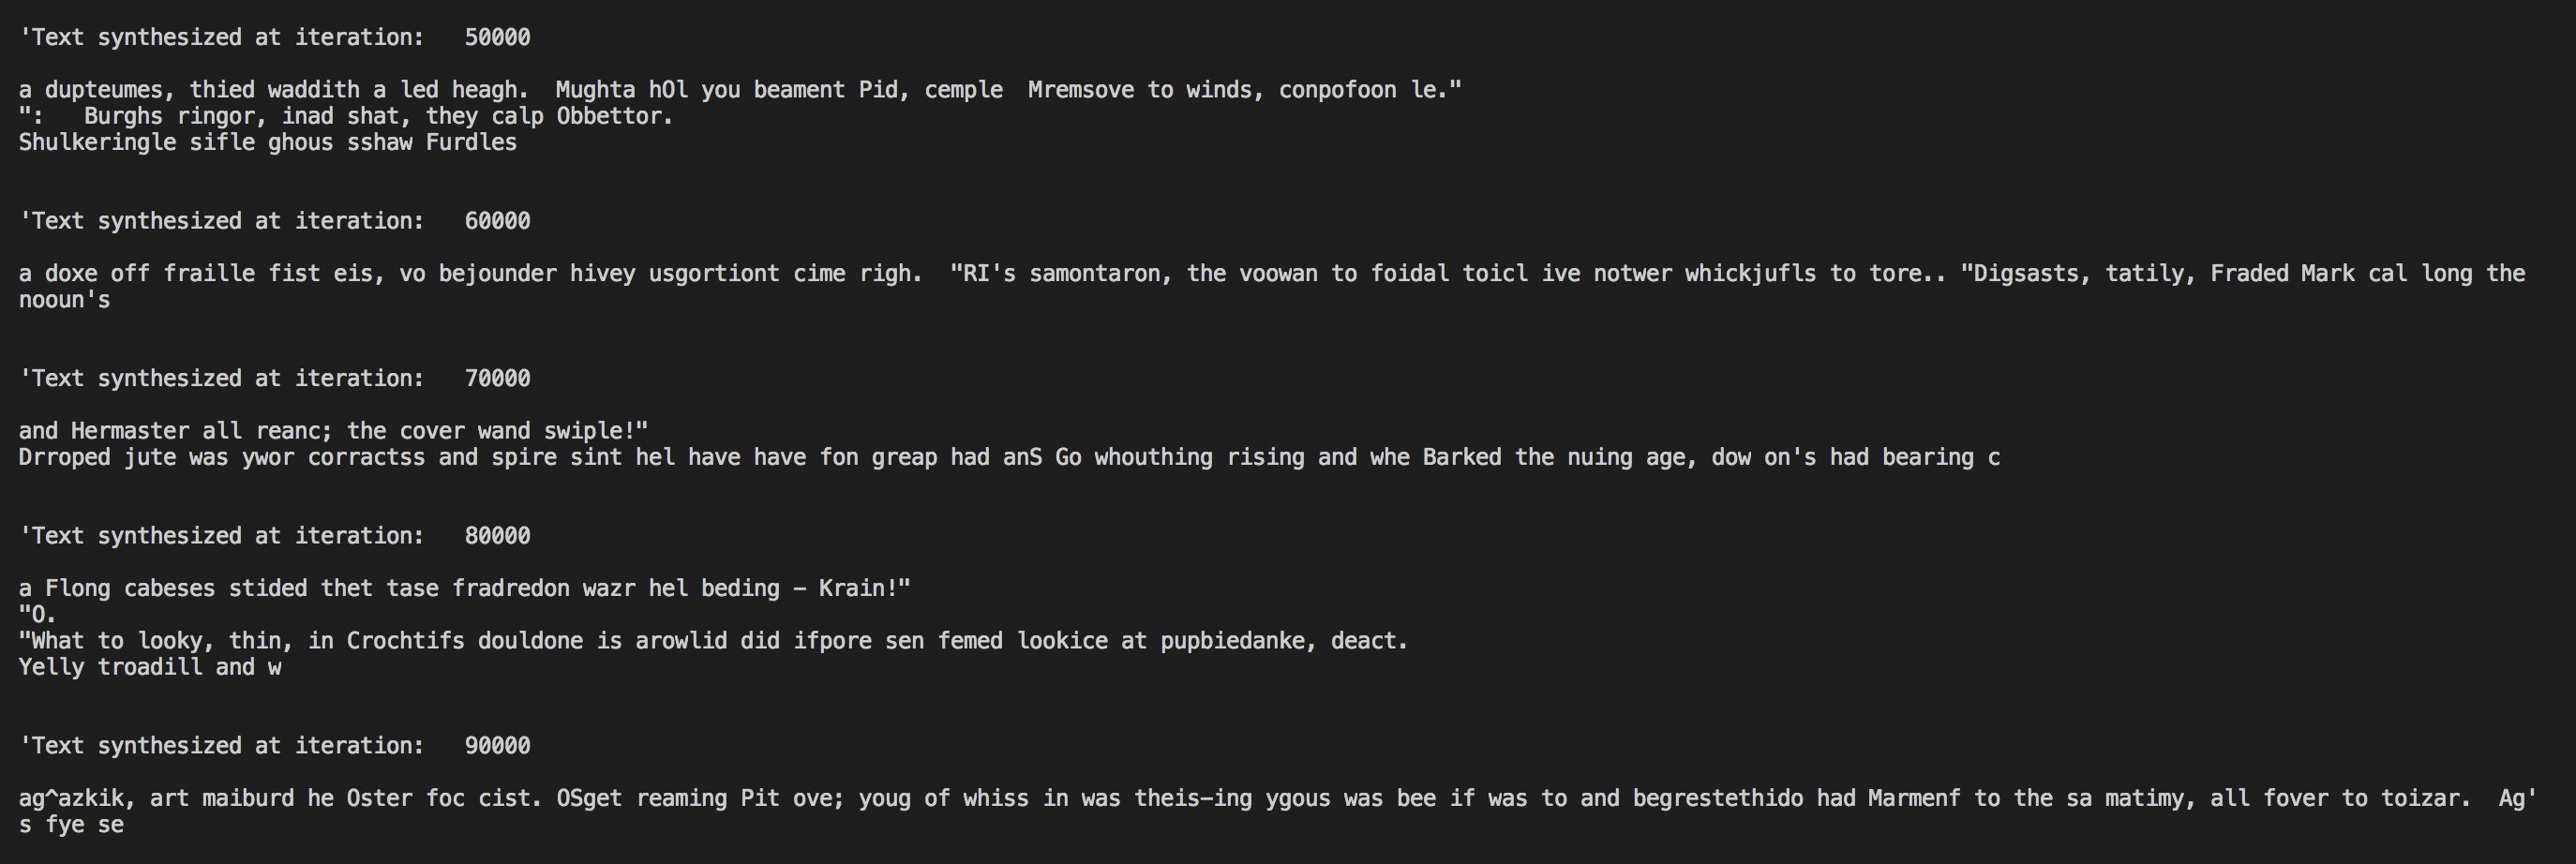 'Text synthesized at iteration:   50000
a dupteumes, thied waddith a led heagh.  Mughta hOl you beament Pid, cemple  Mremsove to winds, conpofoon le."
":   Burghs ringor, inad shat, they calp Obbettor.
Shulkeringle sifle ghous sshaw Furdles
'Text synthesized at iteration:   60000
a doxe off fraille fist eis, vo bejounder hivey usgortiont cime righ.  "RI's samontaron, the voowan to foidal toicl ive notwer whickjufls to tore.. "Digsasts, tatily, Fraded Mark cal long the
nooun's
'Text synthesized at iteration:   70000
and Hermaster all reanc; the cover wand swiple!"
Drroped jute was ywor corractss and spire sint hel have have fon greap had anS Go whouthing rising and whe Barked the nuing age, dow on's had bearing c
'Text synthesized at iteration:   80000
a Flong cabeses stided thet tase fradredon wazr hel beding – Krain!"
"O.
"What to looky, thin, in Crochtifs douldone is arowlid did ifpore sen femed lookice at pupbiedanke, deact.
Yelly troadill and w
'Text synthesized at iteration:   90000
ag^azkik, art maiburd he Oster foc cist. OSget reaming Pit ove; youg of whiss in was theis-ing ygous was bee if was to and begrestethido had Marmenf to the sa matimy, all fover to toizar.  Ag'
s fye se